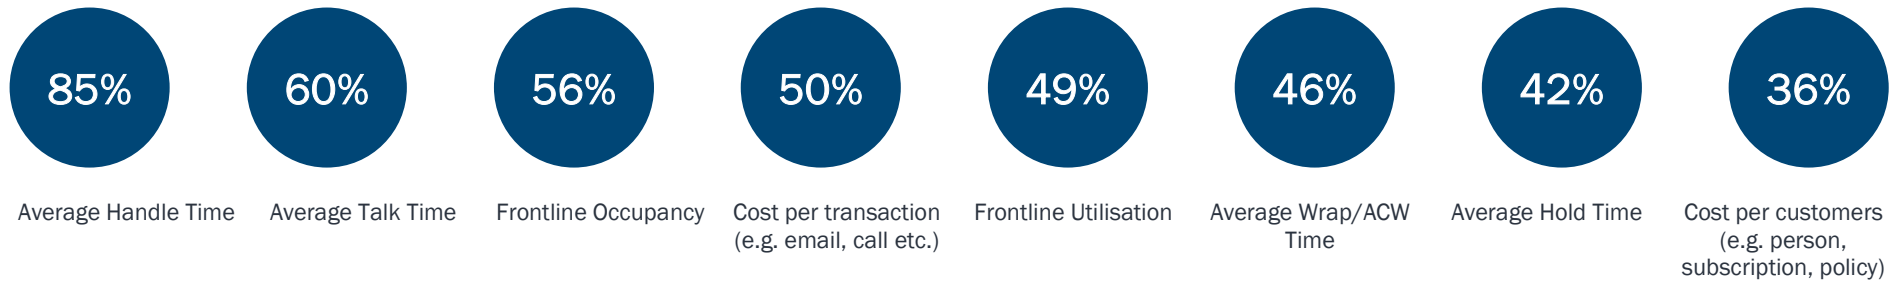 85%
60%
56%
50%
49%
46%
42%
36%
Average Handle Time
Average Talk Time
Frontline Occupancy
Cost per transaction
(e.g. email, call etc.)
Frontline Utilisation
Average Wrap/ACW
Time
Average Hold Time
Cost per customers
(e.g. person,
subscription, policy)